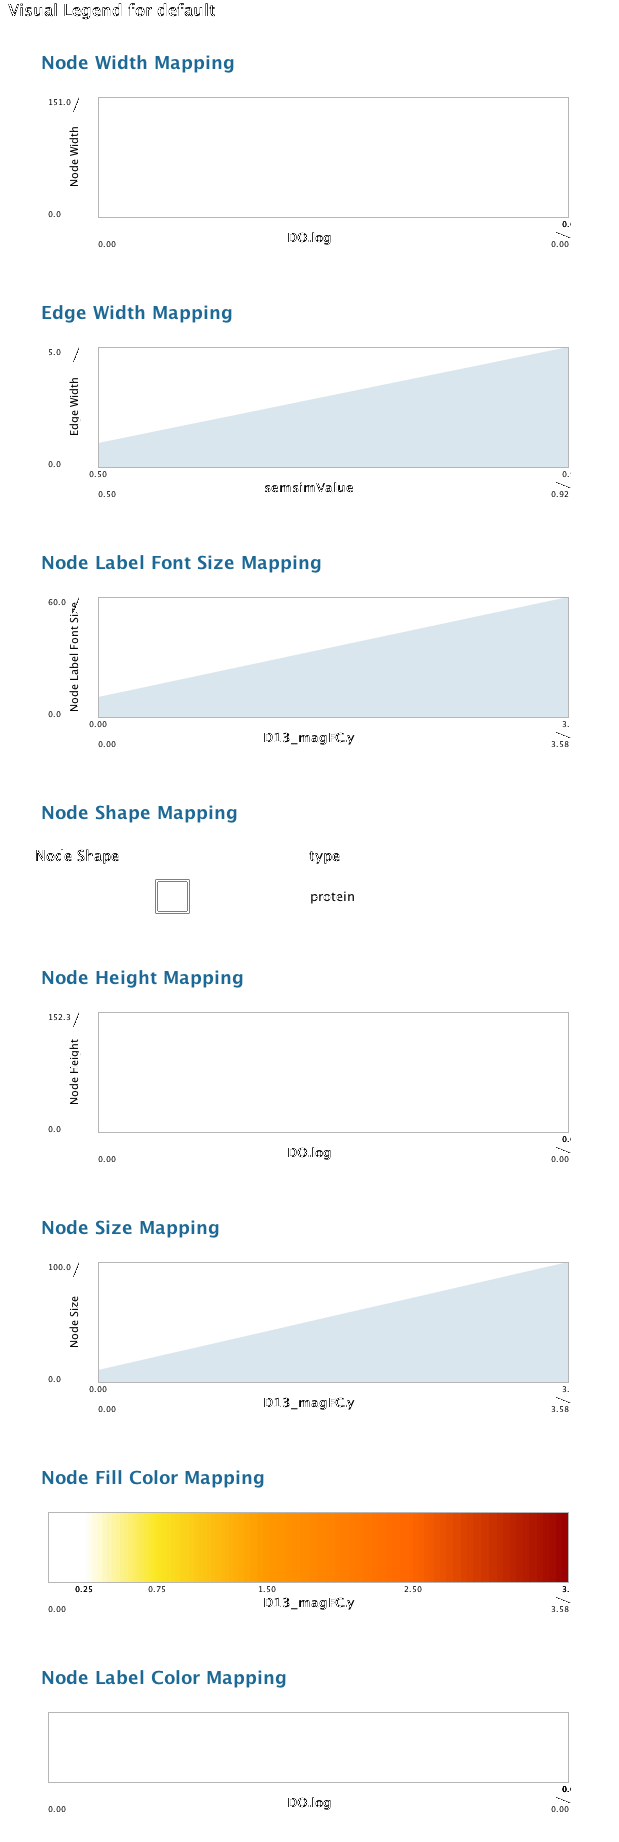 Visual Legend for default
Node Width Mapping
151.0
Node Width
0.0
0.
DO.log
0.00 0.00
Edge Width Mapping
5.0
Edge Width
0.0
0.50 0.
semsimValue
0.50 0.92
Node Label Font Size Mapping
60.0
Node Label Font Size
0.0
0.00 3.
D13_magFC.y
0.00 3.58
Node Shape Mapping
Node Shape type
protein
Node Height Mapping
152.3
Node Height
0.0
0.
DO.log
0.00 0.00
Node Size Mapping
100.0
Node Size
0.0
0.00 3.
D13_magFC.y
0.00 3.58
Node Fill Color Mapping
0.25 0.75 1.50 2.50 3.
D13_magFC.y
0.00 3.58
Node Label Color Mapping
0.
DO.log
0.00 0.00